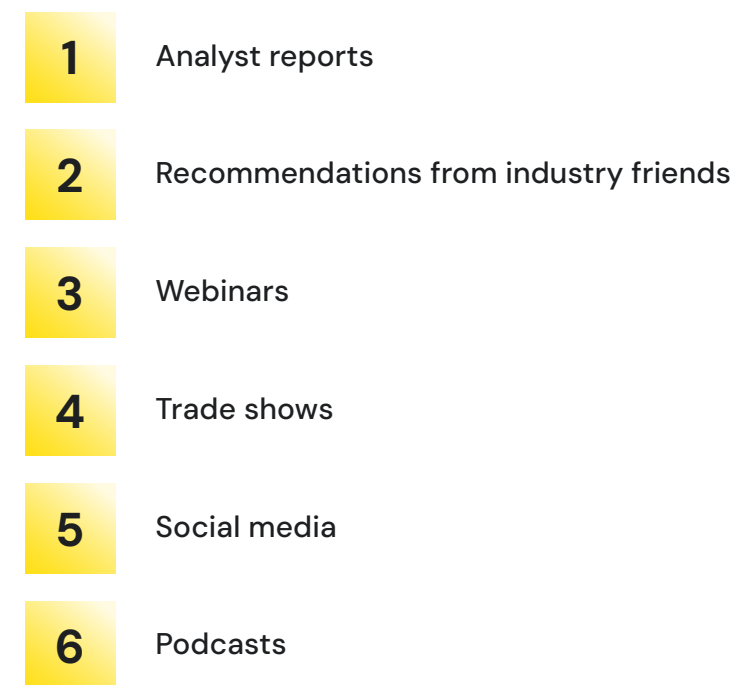 1 Analyst reports
2 Recommendations from industry friends
3 Webinars
4 Trade shows
5 Social media
6 Podcasts